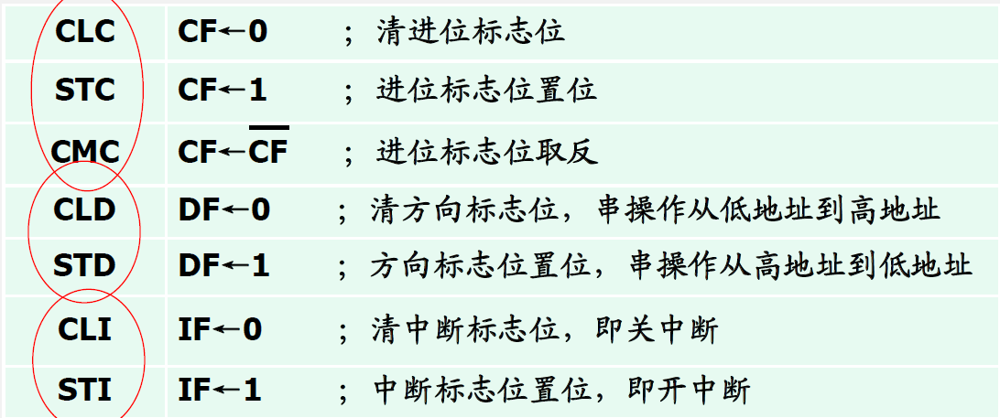 CLC CF←0 ；清进位标志位
STC CF←1 ；进位标志位置位
CMC CF←C̅F̅ ；进位标志位取反
CLD DF←0 ；清方向标志位，串操作从低地址到高地址
STD DF←1 ；方向标志位置位，串操作从高地址到低地址
CLI IF←0 ；清中断标志位，即关中断
STI IF←1 ；中断标志位置位，即开中断